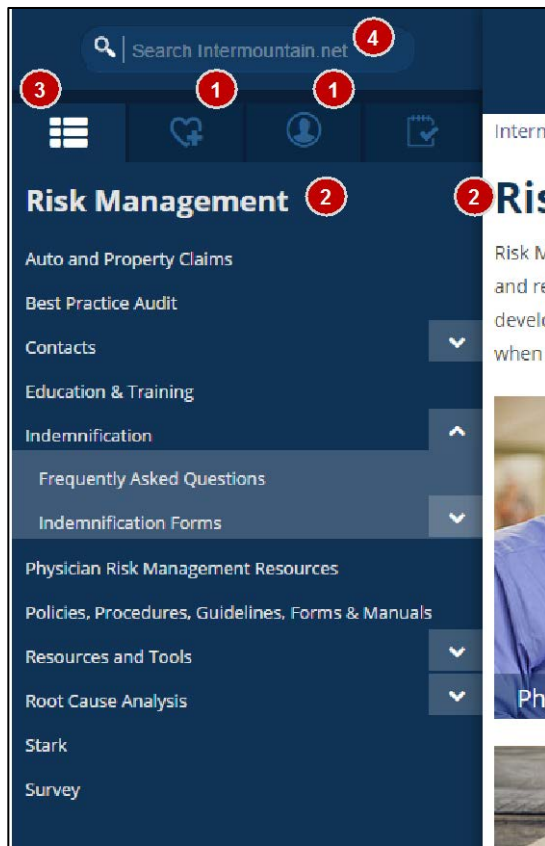 Search Intermountain.net
4
3
1
1
Intern
Risk Management
2
2
Ris
Auto and Property Claims
Risk M
Best Practice Audit
and re
develo
Contacts
when
Education & Training
Indemnification
Frequently Asked Questions
Indemnification Forms
Physician Risk Management Resources
Policies, Procedures, Guidelines, Forms & Manuals
Resources and Tools
Root Cause Analysis
Ph
Stark
Survey